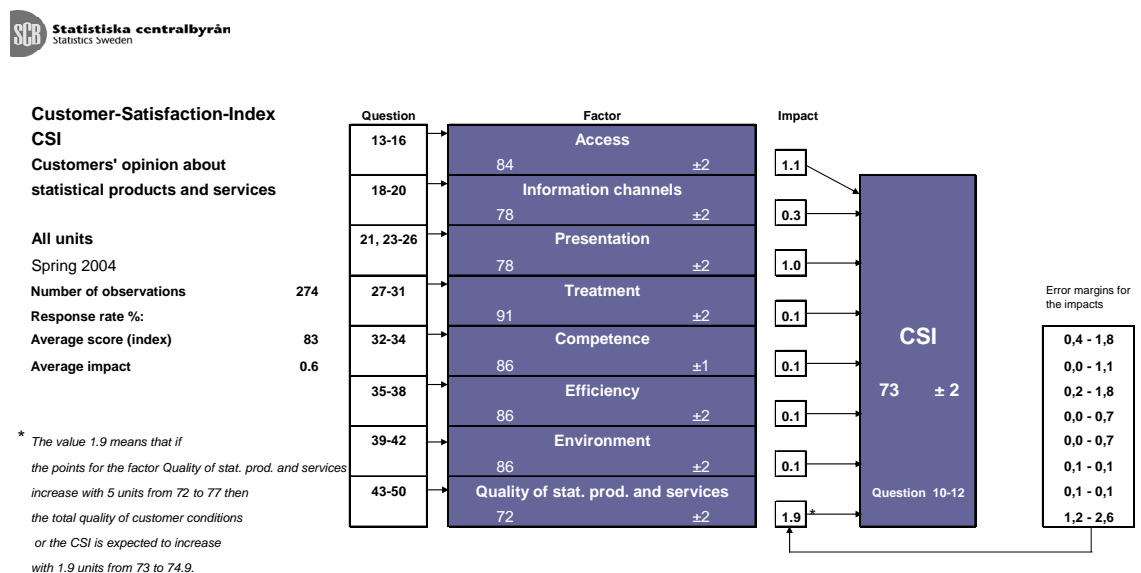 SCB
Statistiska centralbyrån
Statistics Sweden
Customer-Satisfaction-Index
CSI
Customers' opinion about
statistical products and services
All units
Spring 2004
Number of observations 274
Response rate %:
Average score (index) 83
Average impact 0.6
* The value 1.9 means that if
the points for the factor Quality of stat. prod. and services
increase with 5 units from 72 to 77 then
the total quality of customer conditions
or the CSI is expected to increase
with 1.9 units from 73 to 74.9.
Question Factor Impact
13-16 Access
84 ±2 1.1
18-20 Information channels
78 ±2 0.3
21, 23-26 Presentation
78 ±2 1.0
27-31 Treatment
91 ±2 0.1
32-34 Competence
86 ±1 0.1
35-38 Efficiency
86 ±2 0.1
39-42 Environment
86 ±2 0.1
43-50 Quality of stat. prod. and services
72 ±2 1.9 *
CSI
73 ± 2
Question 10-12
Error margins for
the impacts
0,4 - 1,8
0,0 - 1,1
0,2 - 1,8
0,0 - 0,7
0,0 - 0,7
0,1 - 0,1
0,1 - 0,1
1,2 - 2,6